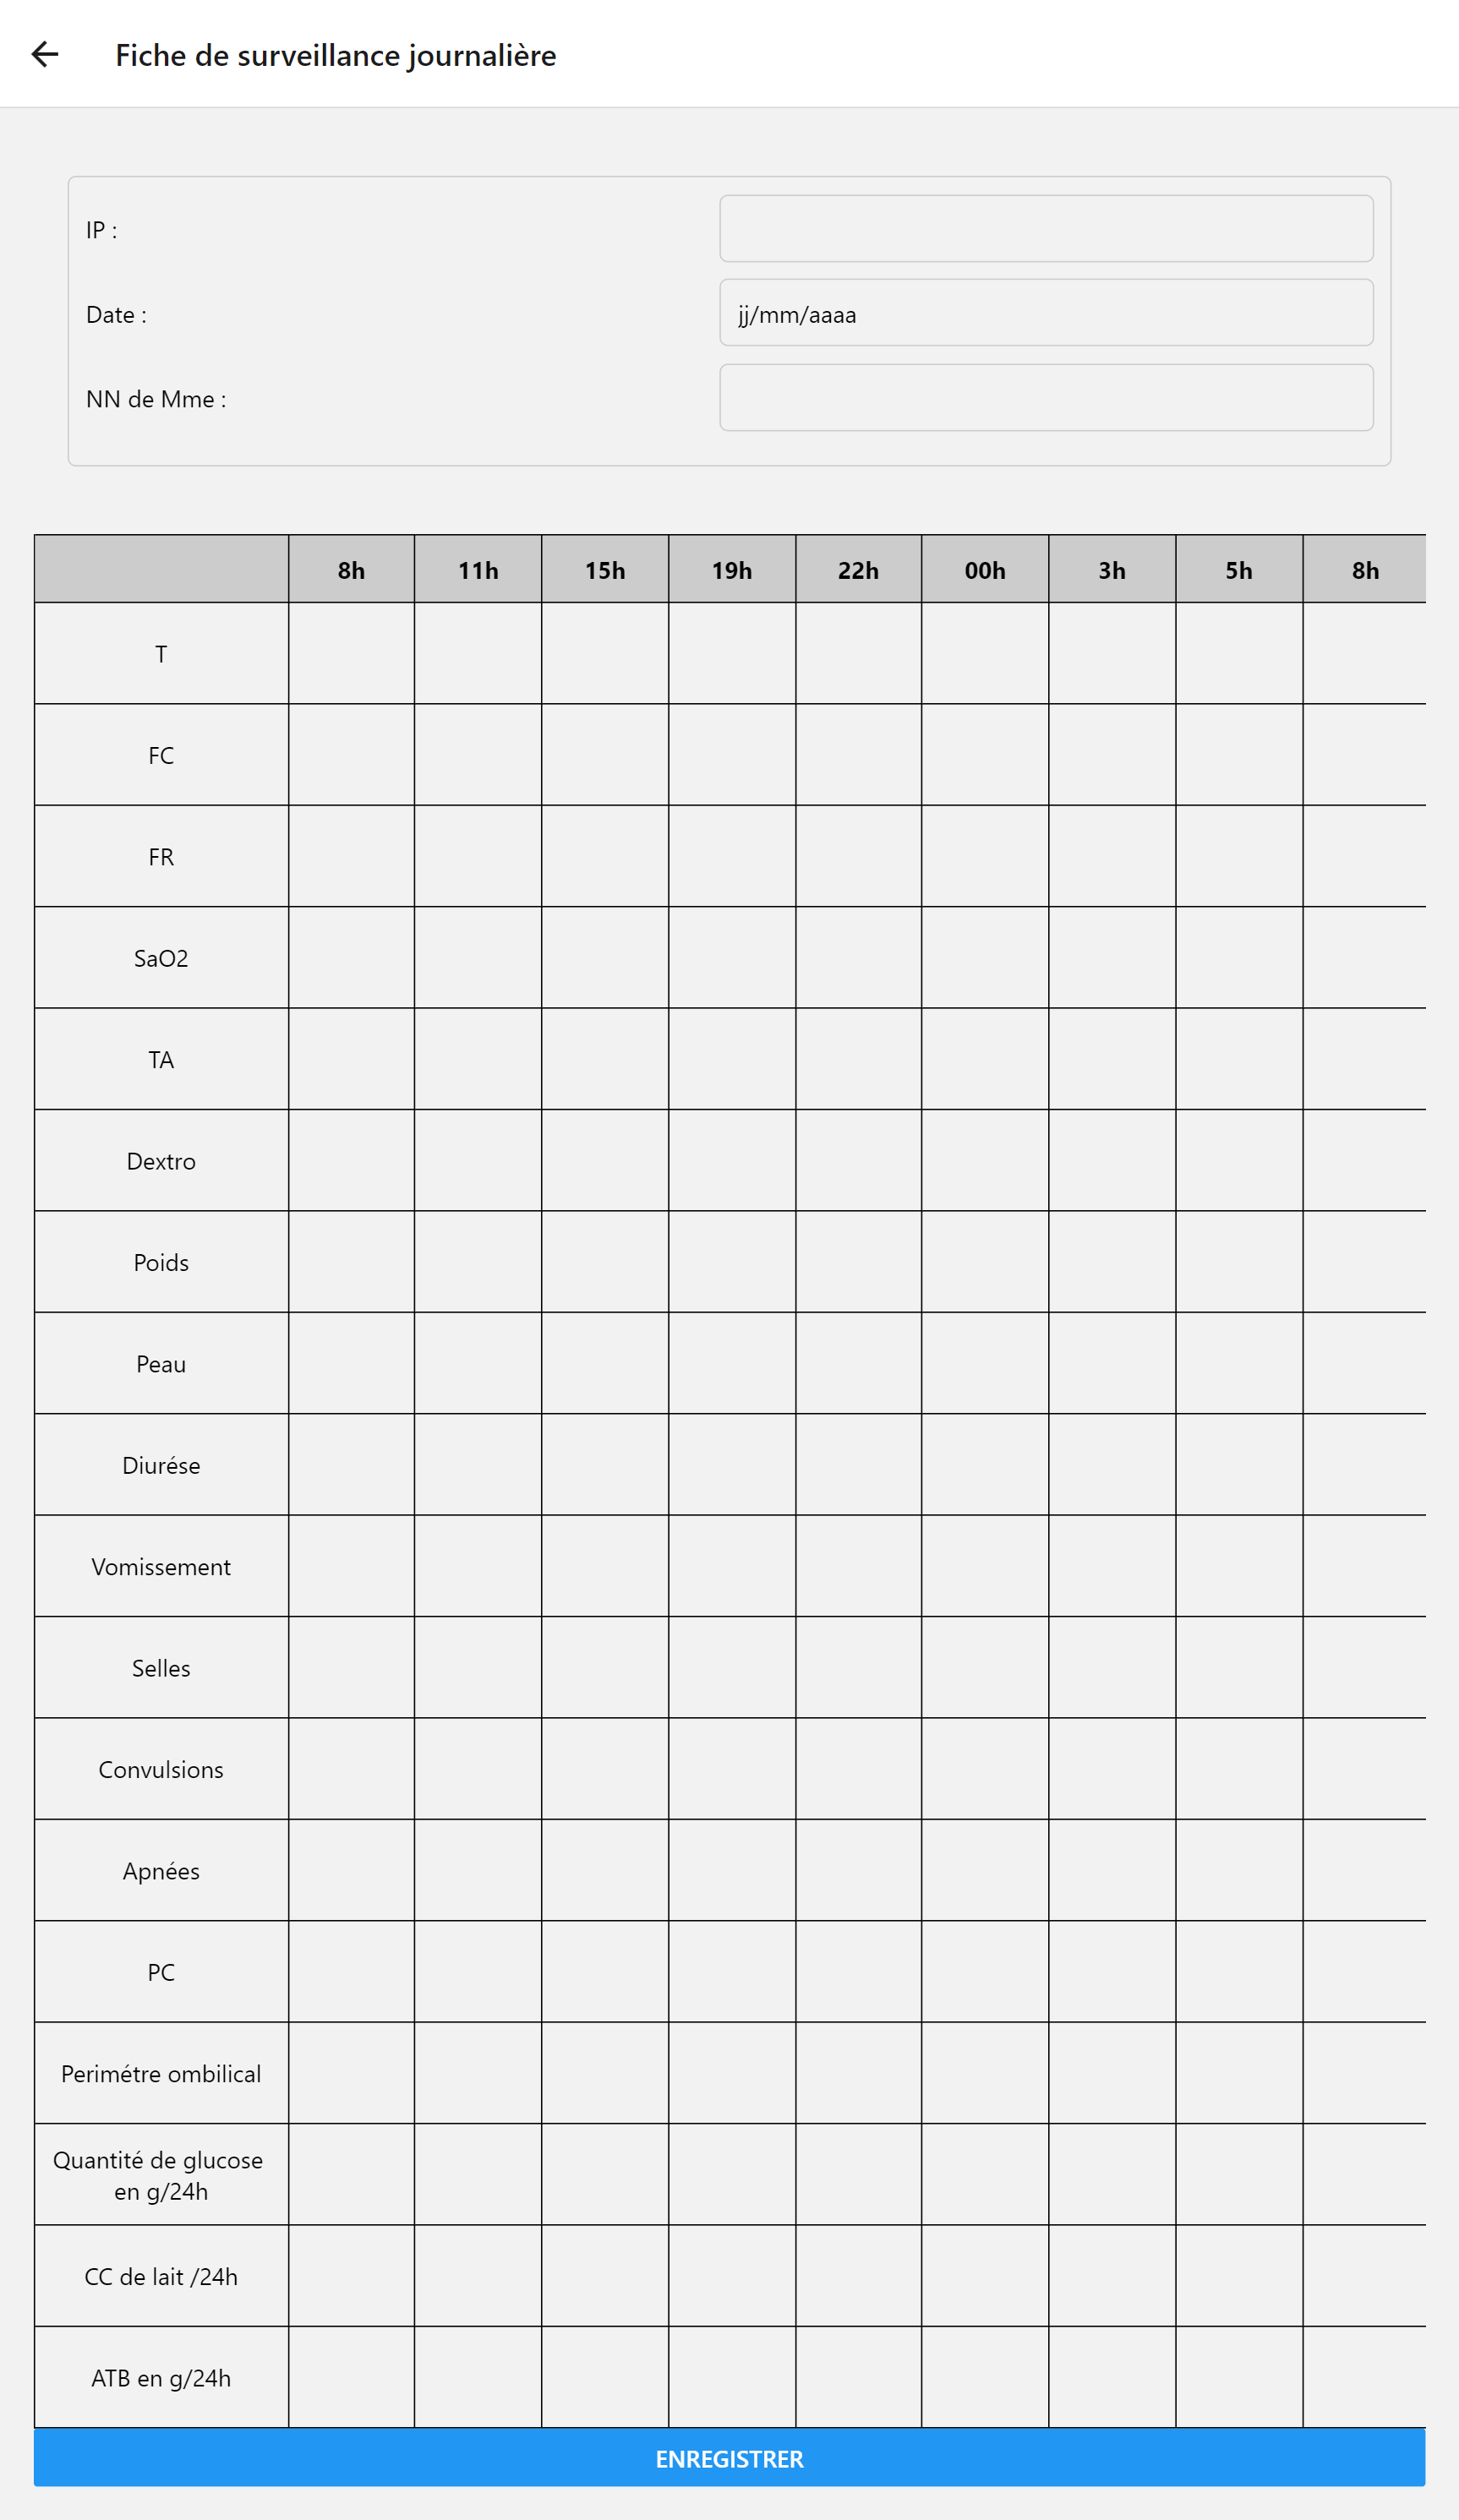 Fiche de surveillance journalière
IP :
Date :
jj/mm/aaaa
NN de Mme :
8h 11h 15h 19h 22h 00h 3h 5h 8h
T
FC
FR
SaO2
TA
Dextro
Poids
Peau
Diurése
Vomissement
Selles
Convulsions
Apnées
PC
Perimétre ombilical
Quantité de glucose
en g/24h
CC de lait /24h
ATB en g/24h
ENREGISTRER